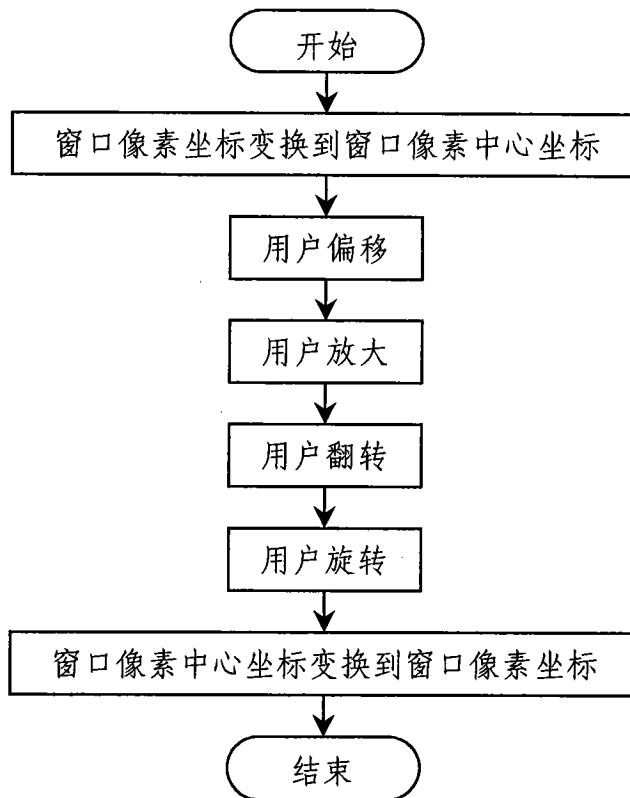 开始
窗口像素坐标变换到窗口像素中心坐标
用户偏移
用户放大
用户翻转
用户旋转
窗口像素中心坐标变换到窗口像素坐标
结束